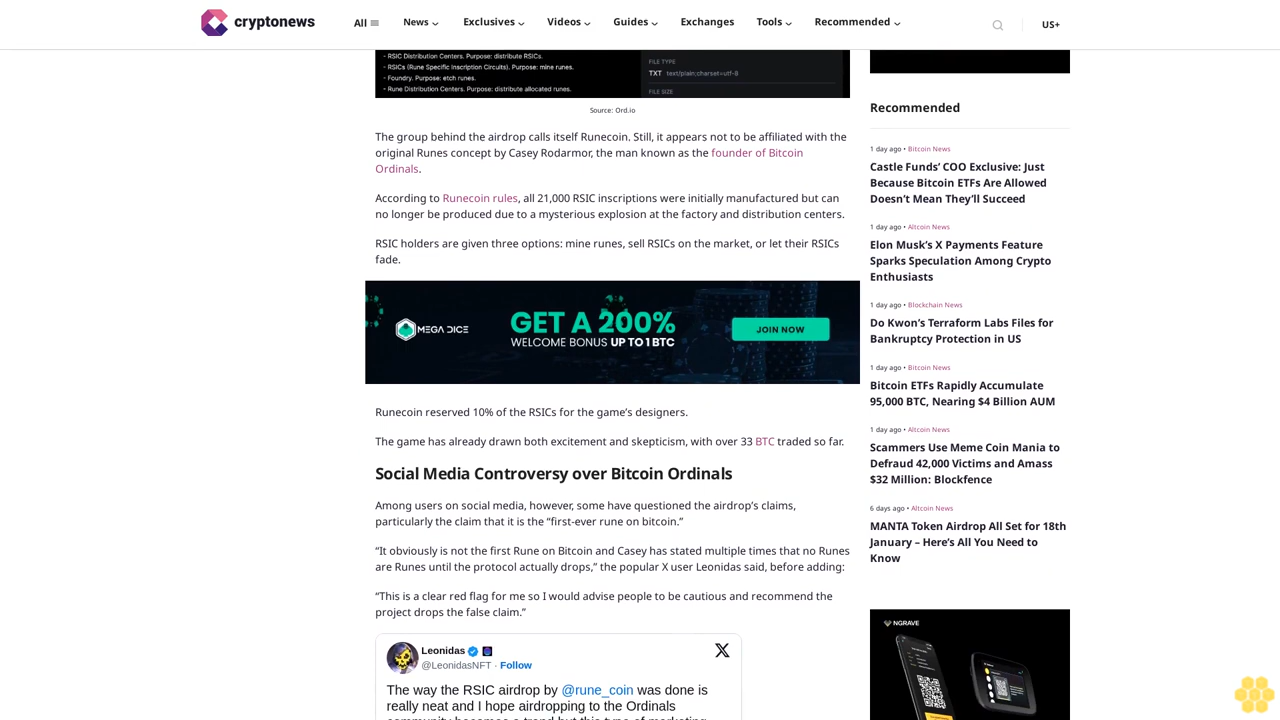 cryptonews
All
News
Exclusives
Videos
Guides
Exchanges
Tools
Recommended
US+
- RSIC Distribution Centers. Purpose: distribute RSICs.
- RSICs (Rune Specific Inscription Circuits). Purpose: mine runes.
- Foundry. Purpose: etch runes.
- Rune Distribution Centers. Purpose: distribute allocated runes.
FILE TYPE
TXT text/plain;charset=utf-8
FILE SIZE
Source: Ord.io
The group behind the airdrop calls itself Runecoin. Still, it appears not to be affiliated with the
original Runes concept by Casey Rodarmor, the man known as the founder of Bitcoin
Ordinals.
According to Runecoin rules, all 21,000 RSIC inscriptions were initially manufactured but can
no longer be produced due to a mysterious explosion at the factory and distribution centers.
RSIC holders are given three options: mine runes, sell RSICs on the market, or let their RSICs
fade.
MEGA DICE
GET A 200%
WELCOME BONUS UP TO 1 BTC
JOIN NOW
Runecoin reserved 10% of the RSICs for the game’s designers.
The game has already drawn both excitement and skepticism, with over 33 BTC traded so far.
Social Media Controversy over Bitcoin Ordinals
Among users on social media, however, some have questioned the airdrop’s claims,
particularly the claim that it is the “first-ever rune on bitcoin.”
“It obviously is not the first Rune on Bitcoin and Casey has stated multiple times that no Runes
are Runes until the protocol actually drops,” the popular X user Leonidas said, before adding:
“This is a clear red flag for me so I would advise people to be cautious and recommend the
project drops the false claim.”
Leonidas
@LeonidasNFT · Follow
The way the RSIC airdrop by @rune_coin was done is
really neat and I hope airdropping to the Ordinals
community becomes a trend but this type of marketing
Recommended
1 day ago • Bitcoin News
Castle Funds’ COO Exclusive: Just
Because Bitcoin ETFs Are Allowed
Doesn’t Mean They’ll Succeed
1 day ago • Altcoin News
Elon Musk’s X Payments Feature
Sparks Speculation Among Crypto
Enthusiasts
1 day ago • Blockchain News
Do Kwon’s Terraform Labs Files for
Bankruptcy Protection in US
1 day ago • Bitcoin News
Bitcoin ETFs Rapidly Accumulate
95,000 BTC, Nearing $4 Billion AUM
1 day ago • Altcoin News
Scammers Use Meme Coin Mania to
Defraud 42,000 Victims and Amass
$32 Million: Blockfence
6 days ago • Altcoin News
MANTA Token Airdrop All Set for 18th
January – Here’s All You Need to
Know
NGRAVE